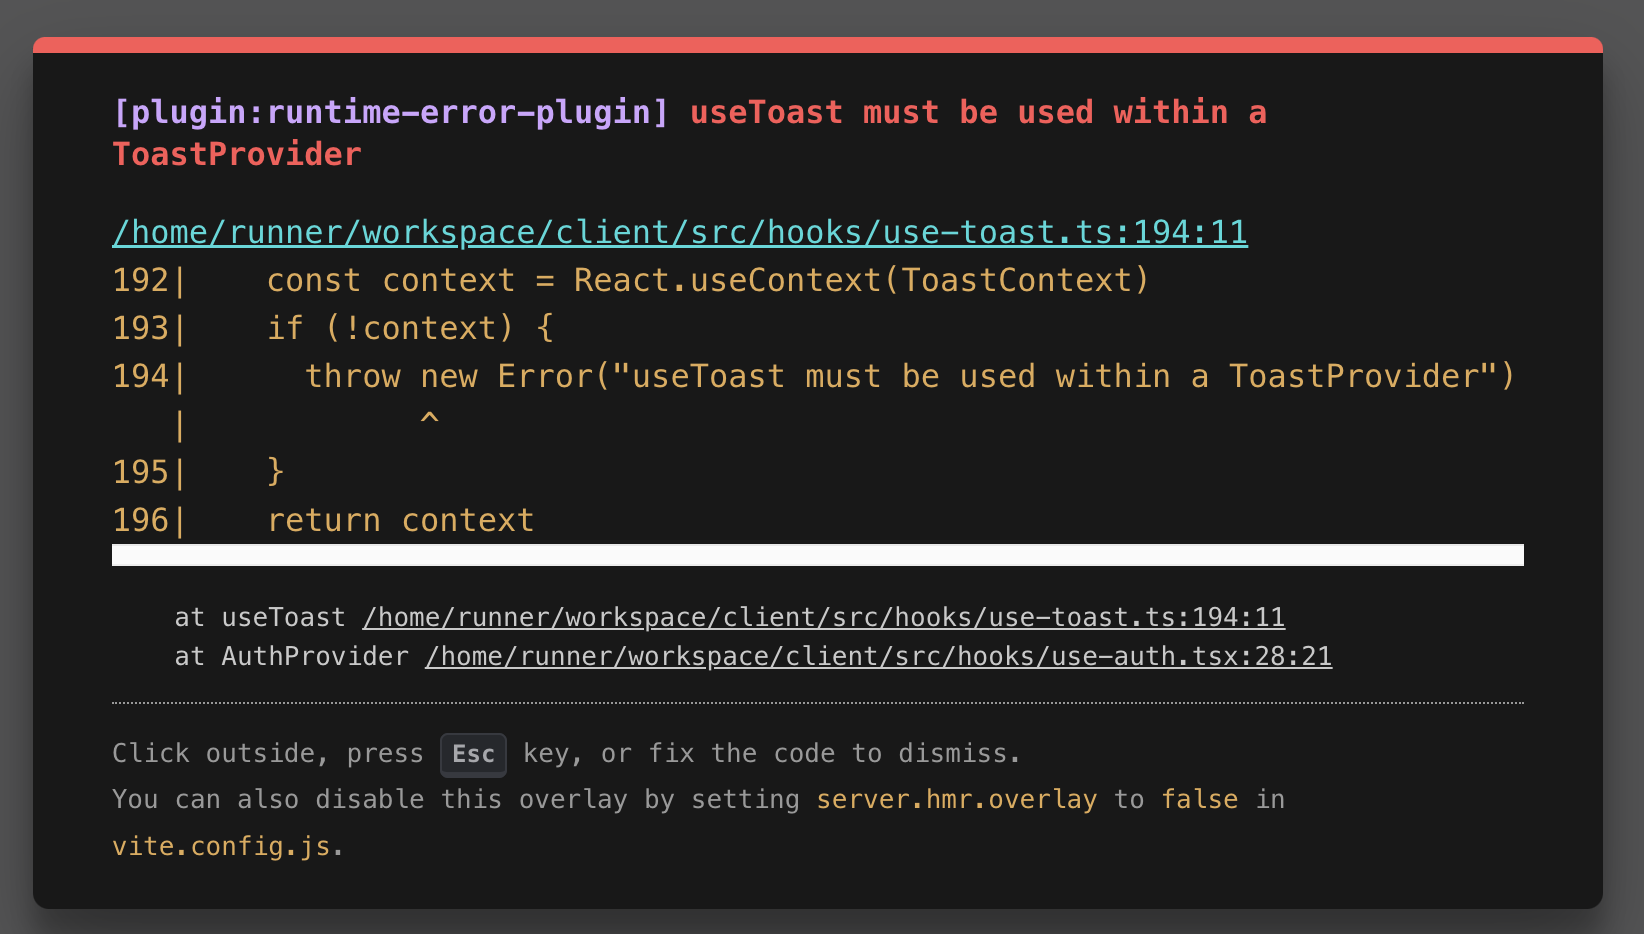 [plugin:runtime-error-plugin] useToast must be used within a
ToastProvider
/home/runner/workspace/client/src/hooks/use-toast.ts:194:11
192|    const context = React.useContext(ToastContext)
193|    if (!context) {
194|      throw new Error("useToast must be used within a ToastProvider")
   |            ^
195|    }
196|    return context
at useToast /home/runner/workspace/client/src/hooks/use-toast.ts:194:11
at AuthProvider /home/runner/workspace/client/src/hooks/use-auth.tsx:28:21
Click outside, press Esc key, or fix the code to dismiss.
You can also disable this overlay by setting server.hmr.overlay to false in
vite.config.js.